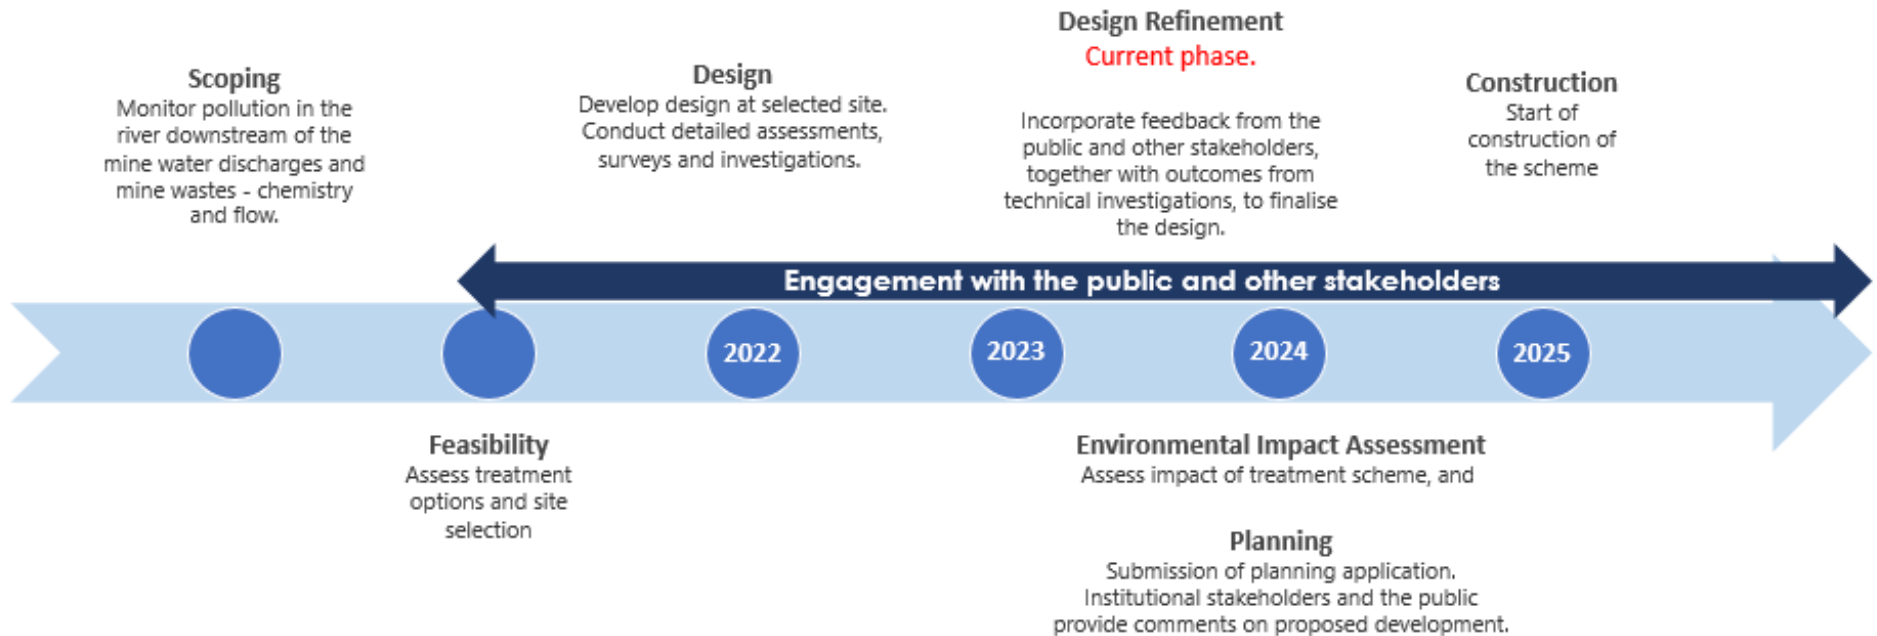 Scoping
Monitor pollution in the
river downstream of the
mine water discharges and
mine wastes - chemistry
and flow.
Design
Develop design at selected site.
Conduct detailed assessments,
surveys and investigations.
Design Refinement
Current phase.
Incorporate feedback from the
public and other stakeholders,
together with outcomes from
technical investigations, to finalise
the design.
Construction
Start of
construction of
the scheme
Engagement with the public and other stakeholders
2022
2023
2024
2025
Feasibility
Assess treatment
options and site
selection
Environmental Impact Assessment
Assess impact of treatment scheme, and
Planning
Submission of planning application.
Institutional stakeholders and the public
provide comments on proposed development.